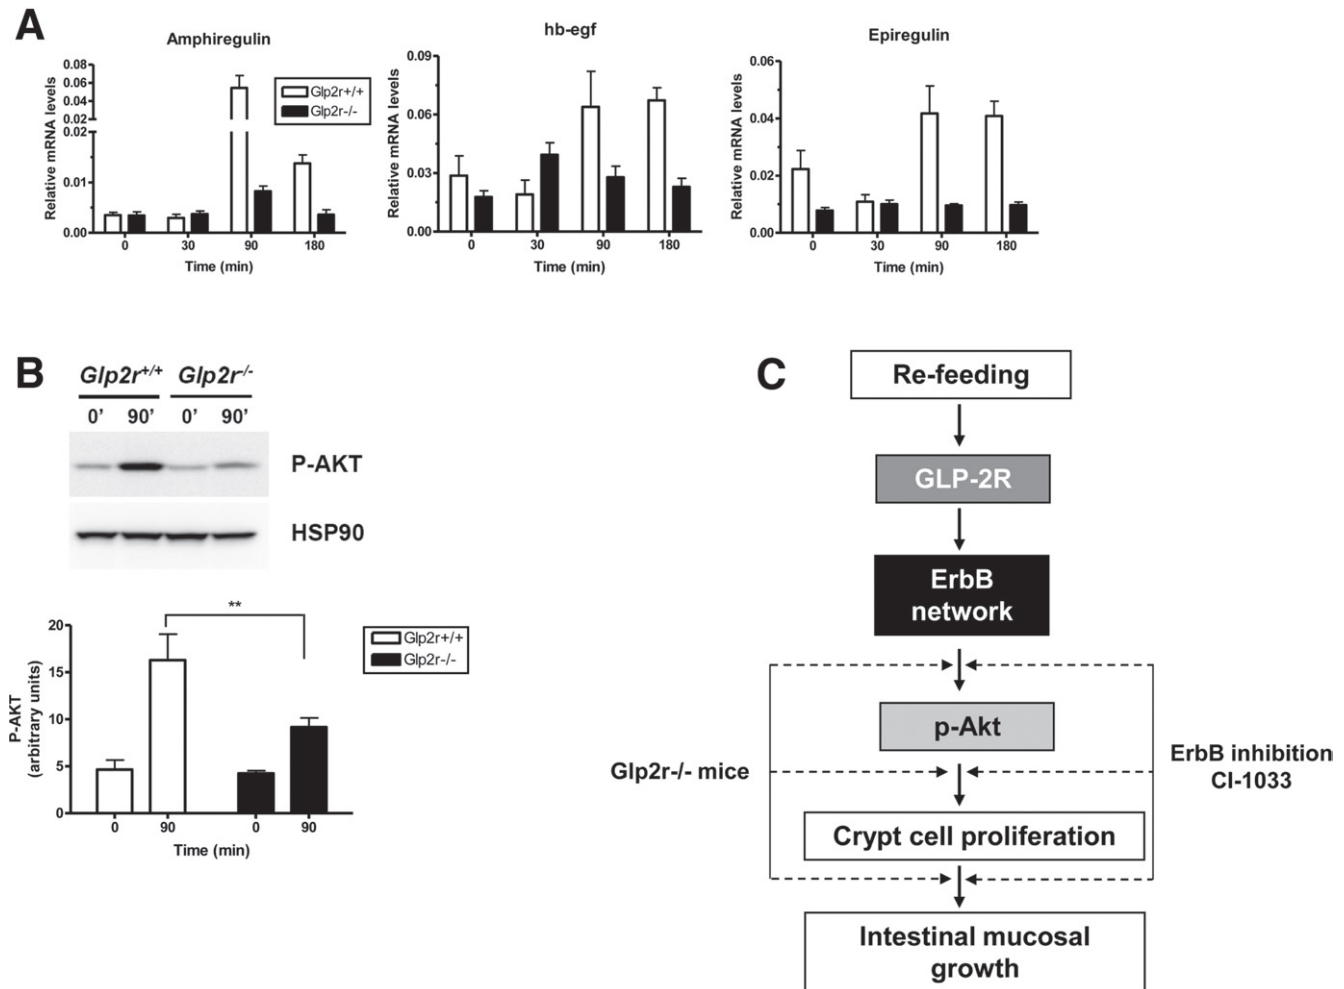 A
Amphiregulin
Relative mRNA levels
0.08
0.06
0.04
0.02
0.02
0.01
0.00
0 30 90 180
Time (min)
Glp2r+/+
Glp2r-/-
hb-egf
Relative mRNA levels
0.09
0.06
0.03
0.00
0 30 90 180
Time (min)
Epiregulin
Relative mRNA levels
0.06
0.04
0.02
0.00
0 30 90 180
Time (min)
B
Glp2r+/+ Glp2r-/-
0' 90' 0' 90'
P-AKT
HSP90
**
P-AKT
(arbitrary units)
20
15
10
5
0
0 90 0 90
Time (min)
Glp2r+/+
Glp2r-/-
C
Re-feeding
GLP-2R
ErbB
network
p-Akt
Glp2r-/- mice
ErbB inhibition
CI-1033
Crypt cell proliferation
Intestinal mucosal
growth